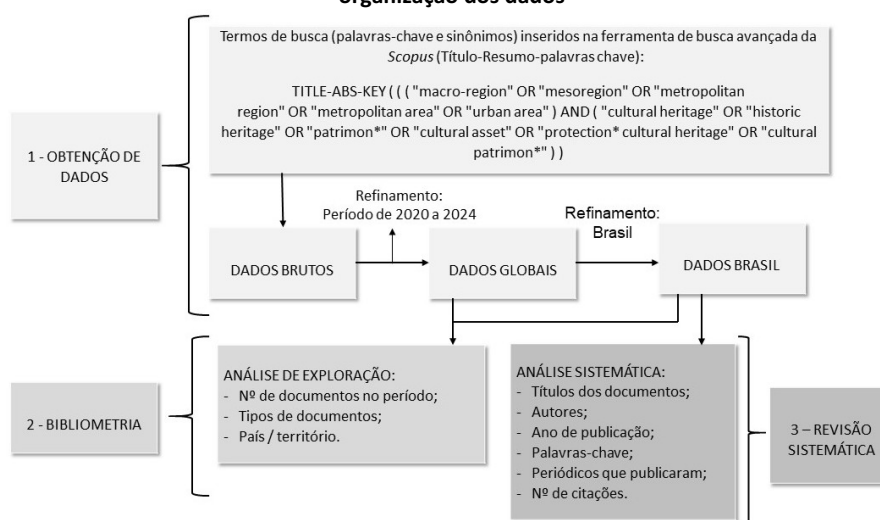 organização dos dados
Termos de busca (palavras-chave e sinônimos) inseridos na ferramenta de busca avançada da
Scopus (Título-Resumo-palavras chave):
TITLE-ABS-KEY ( ( ( "macro-region" OR "mesoregion" OR "metropolitan
region" OR "metropolitan area" OR "urban area" ) AND ( "cultural heritage" OR "historic
heritage" OR "patrimon*" OR "cultural asset" OR "protection* cultural heritage" OR "cultural
patrimon*" ) )
1 - OBTENÇÃO DE
DADOS
Refinamento:
Período de 2020 a 2024
Refinamento:
Brasil
DADOS BRUTOS
DADOS GLOBAIS
DADOS BRASIL
2 - BIBLIOMETRIA
ANÁLISE DE EXPLORAÇÃO:
- Nº de documentos no período;
- Tipos de documentos;
- País / território.
ANÁLISE SISTEMÁTICA:
- Títulos dos documentos;
- Autores;
- Ano de publicação;
- Palavras-chave;
- Periódicos que publicaram;
- Nº de citações.
3 – REVISÃO
SISTEMÁTICA